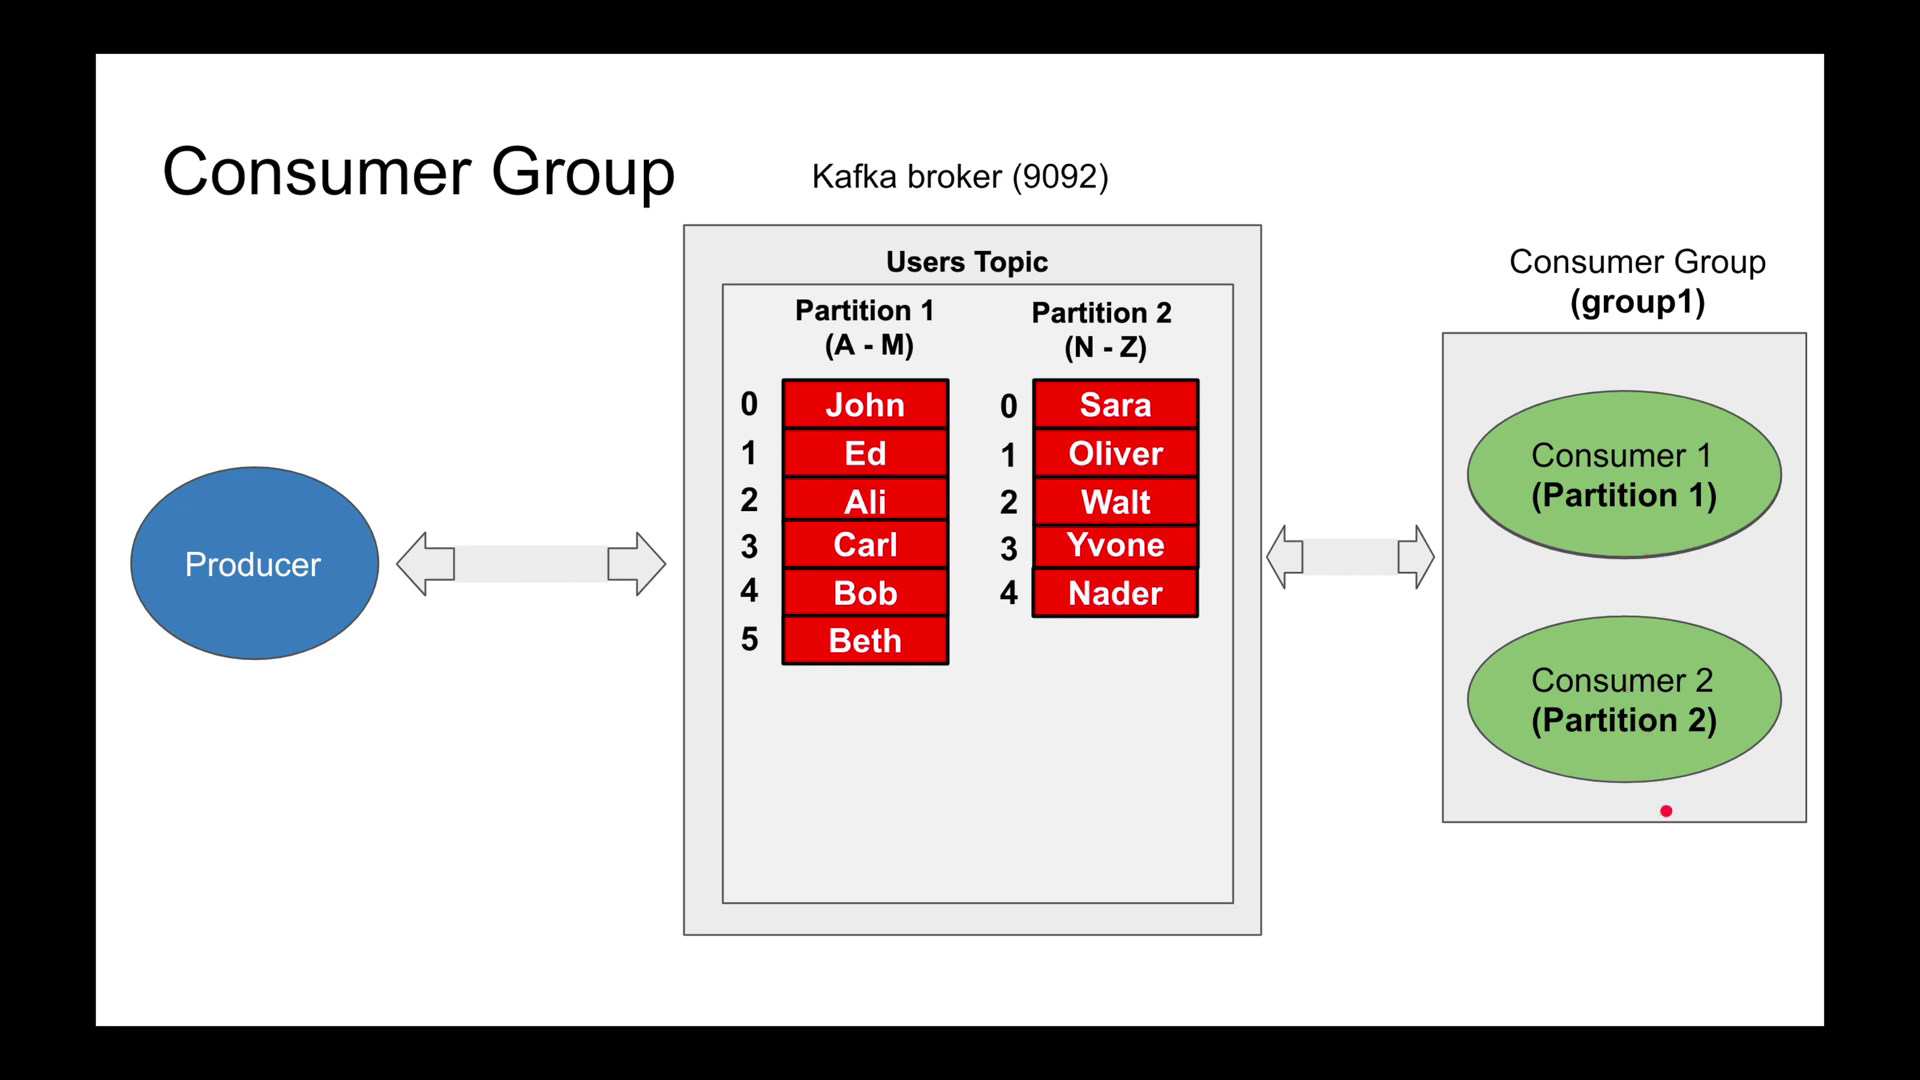 Consumer Group
Kafka broker (9092)
Users Topic
Partition 1
(A - M)
0 John
1 Ed
2 Ali
3 Carl
4 Bob
5 Beth
Partition 2
(N - Z)
0 Sara
1 Oliver
2 Walt
3 Yvone
4 Nader
Producer
Consumer Group
(group1)
Consumer 1
(Partition 1)
Consumer 2
(Partition 2)